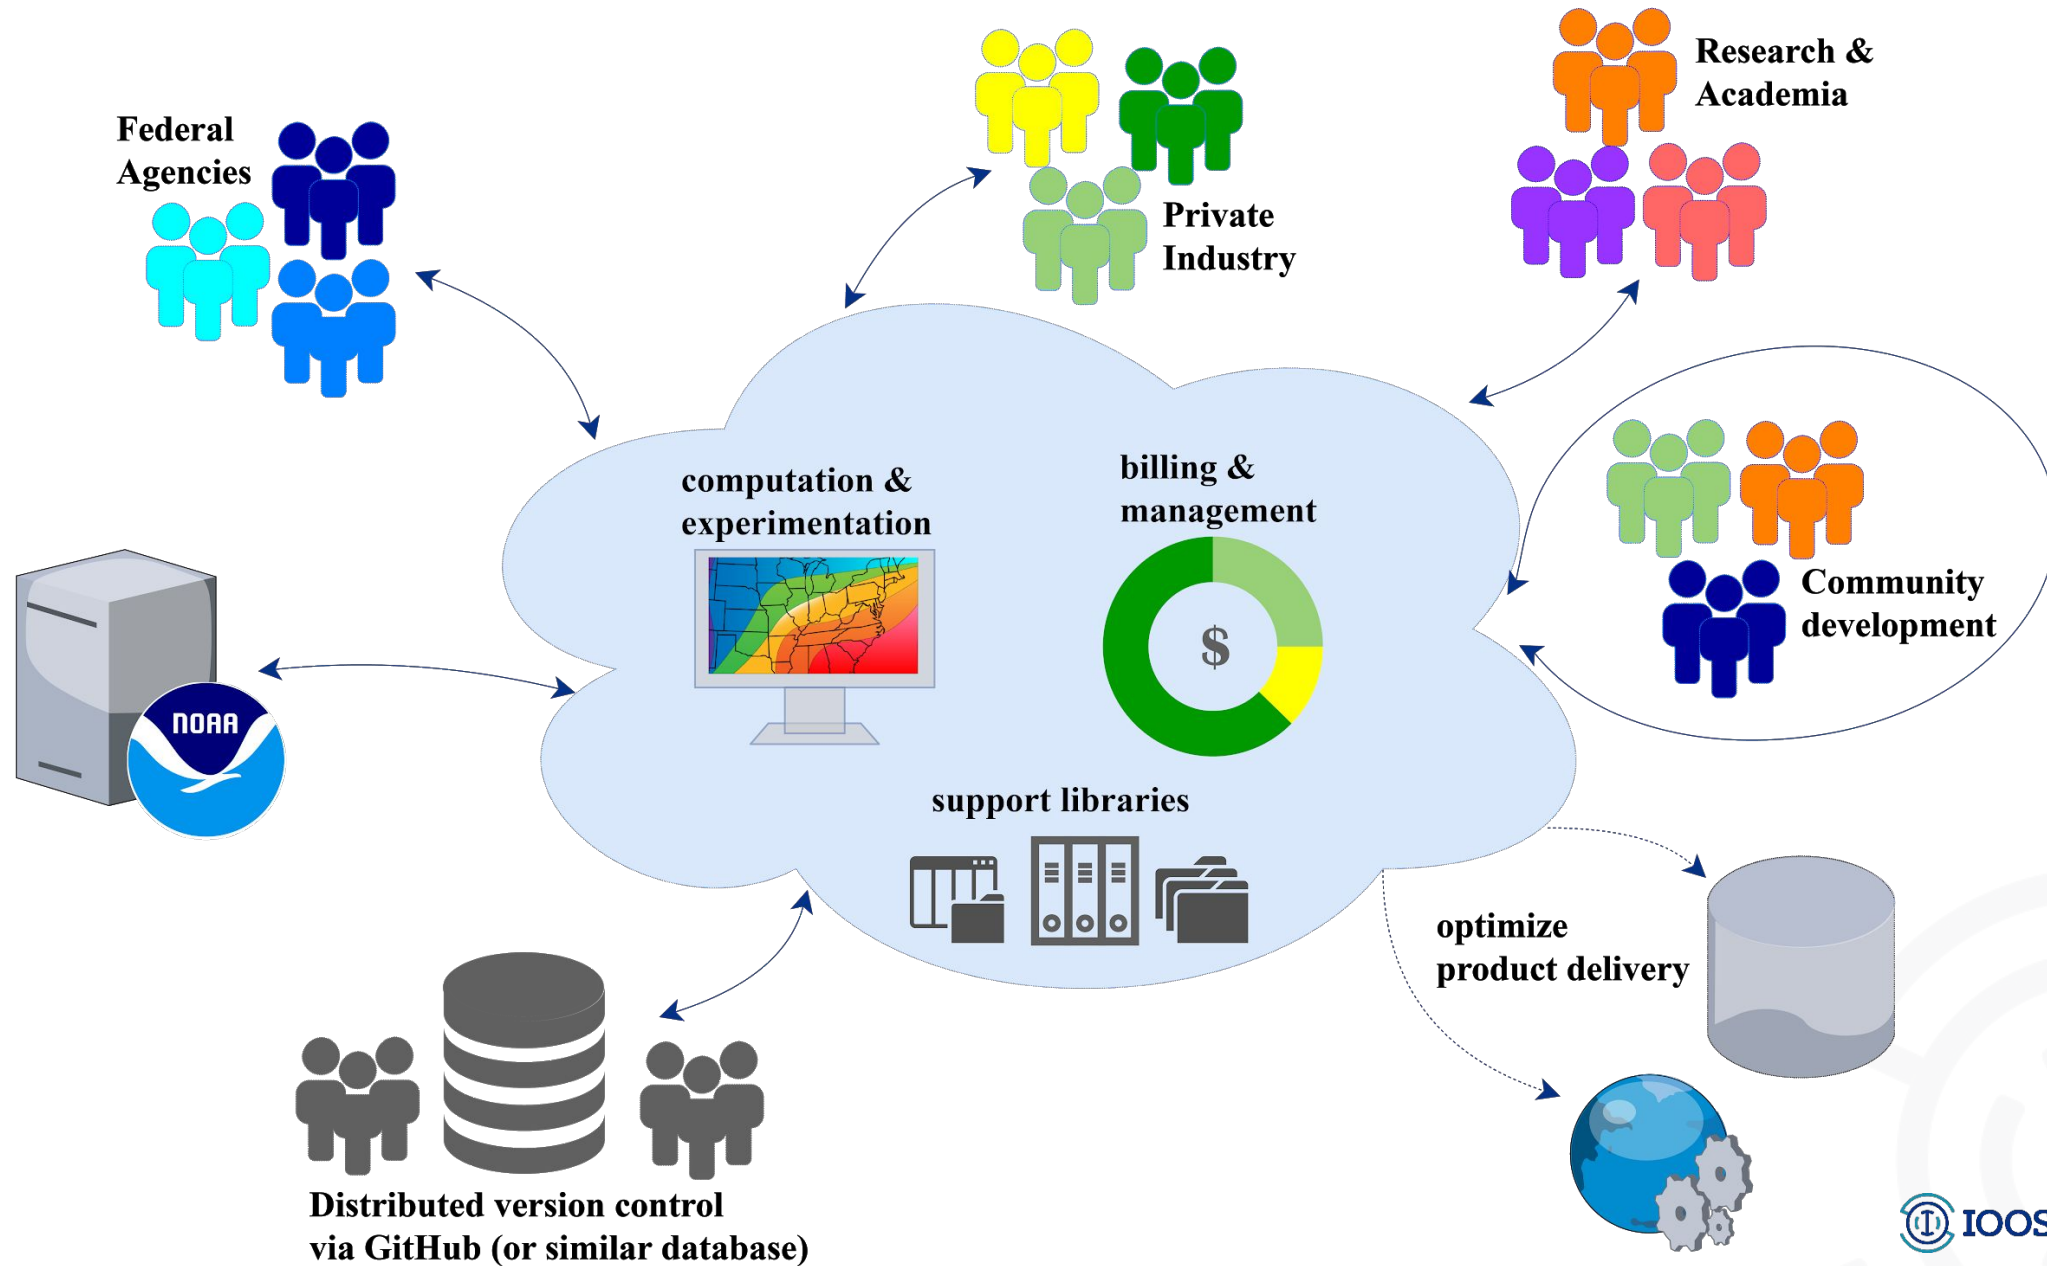 Federal
Agencies
Private
Industry
Research &
Academia
computation &
experimentation
billing &
management
$
Community
development
NOAA
support libraries
optimize
product delivery
Distributed version control
via GitHub (or similar database)
IOOS